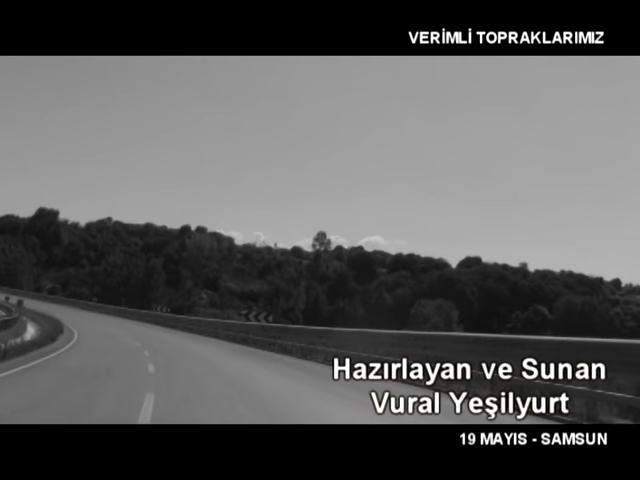 VERİMLİ TOPRAKLARIMIZ
Hazırlayan ve Sunan
Vural Yeşilyurt
19 MAYIS - SAMSUN